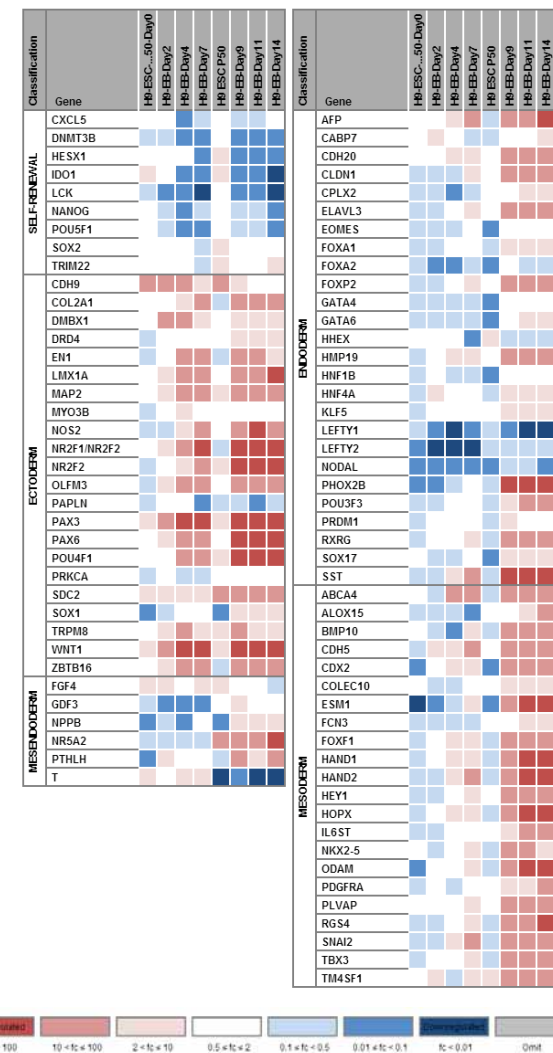 Classification
Gene
H9-ESC-...50-Day0
H9-EB-Day2
H9-EB-Day4
H9-EB-Day7
H9 ESC P50
H9-EB-Day9
H9-EB-Day11
H9-EB-Day14
SELF-RENEWAL
CXCL5
DNMT3B
HESX1
IDO1
LCK
NANOG
POU5F1
SOX2
TRIM22
ECTODERM
CDH9
COL2A1
DMBX1
DRD4
EN1
LMX1A
MAP2
MYO3B
NOS2
NR2F1/NR2F2
NR2F2
OLFM3
PAPLN
PAX3
PAX6
POU4F1
PRKCA
SDC2
SOX1
TRPM8
WNT1
ZBTB16
MESENDODERM
FGF4
GDF3
NPPB
NR5A2
PTHLH
T
Classification
Gene
H9-ESC-...50-Day0
H9-EB-Day2
H9-EB-Day4
H9-EB-Day7
H9 ESC P50
H9-EB-Day9
H9-EB-Day11
H9-EB-Day14
ENDODERM
AFP
CABP7
CDH20
CLDN1
CPLX2
ELAVL3
EOMES
FOXA1
FOXA2
FOXP2
GATA4
GATA6
HHEX
HMP19
HNF1B
HNF4A
KLF5
LEFTY1
LEFTY2
NODAL
PHOX2B
POU3F3
PRDM1
RXRG
SOX17
SST
MESODERM
ABCA4
ALOX15
BMP10
CDH5
CDX2
COLEC10
ESM1
FCN3
FOXF1
HAND1
HAND2
HEY1
HOPX
IL6ST
NKX2-5
ODAM
PDGFRA
PLVAP
RGS4
SNAI2
TBX3
TM4SF1
ulated
Downregulated
100
10 < fc ≤ 100
2 < fc ≤ 10
0.5 ≤ fc ≤ 2
0.1 ≤ fc < 0.5
0.01 ≤ fc < 0.1
fc < 0.01
Omit